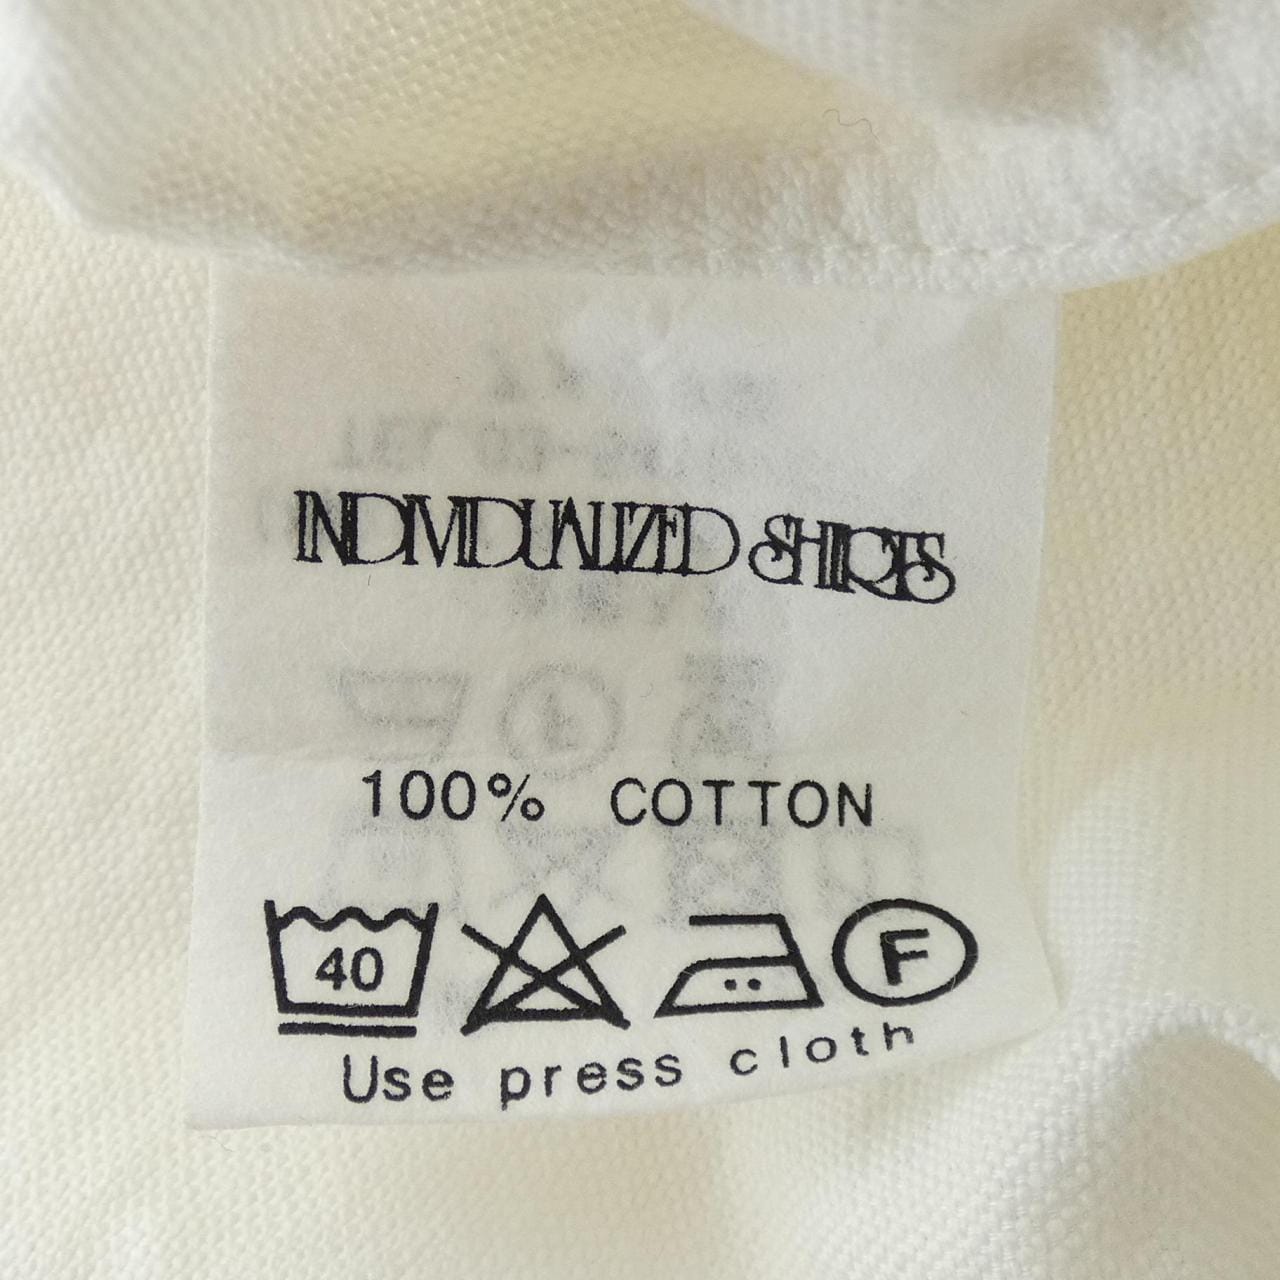 INDIVIDUALIZED SHIRTS
100% COTTON
40 F
Use press cloth